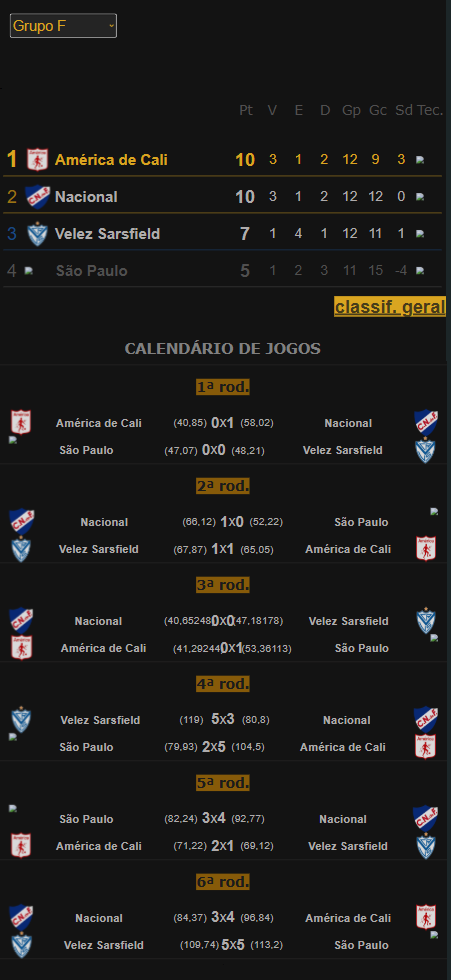 Grupo F
Pt V E D Gp Gc Sd Tec.
1 América de Cali 10 3 1 2 12 9 3
2 Nacional 10 3 1 2 12 12 0
3 Velez Sarsfield 7 1 4 1 12 11 1
4 São Paulo 5 1 2 3 11 15 -4
classif. geral
CALENDÁRIO DE JOGOS
1ª rod.
América de Cali (40,85) 0X1 (58,02) Nacional
São Paulo (47,07) 0X0 (48,21) Velez Sarsfield
2ª rod.
Nacional (66,12) 1X0 (52,22) São Paulo
Velez Sarsfield (67,87) 1X1 (65,05) América de Cali
3ª rod.
Nacional (40,65248 0X0 (47,18178) Velez Sarsfield
América de Cali (41,29244 0X1 (53,36113) São Paulo
4ª rod.
Velez Sarsfield (119) 5X3 (80,8) Nacional
São Paulo (79,93) 2X5 (104,5) América de Cali
5ª rod.
São Paulo (82,24) 3X4 (92,77) Nacional
América de Cali (71,22) 2X1 (69,12) Velez Sarsfield
6ª rod.
Nacional (84,37) 3X4 (96,84) América de Cali
Velez Sarsfield (109,74) 5X5 (113,2) São Paulo